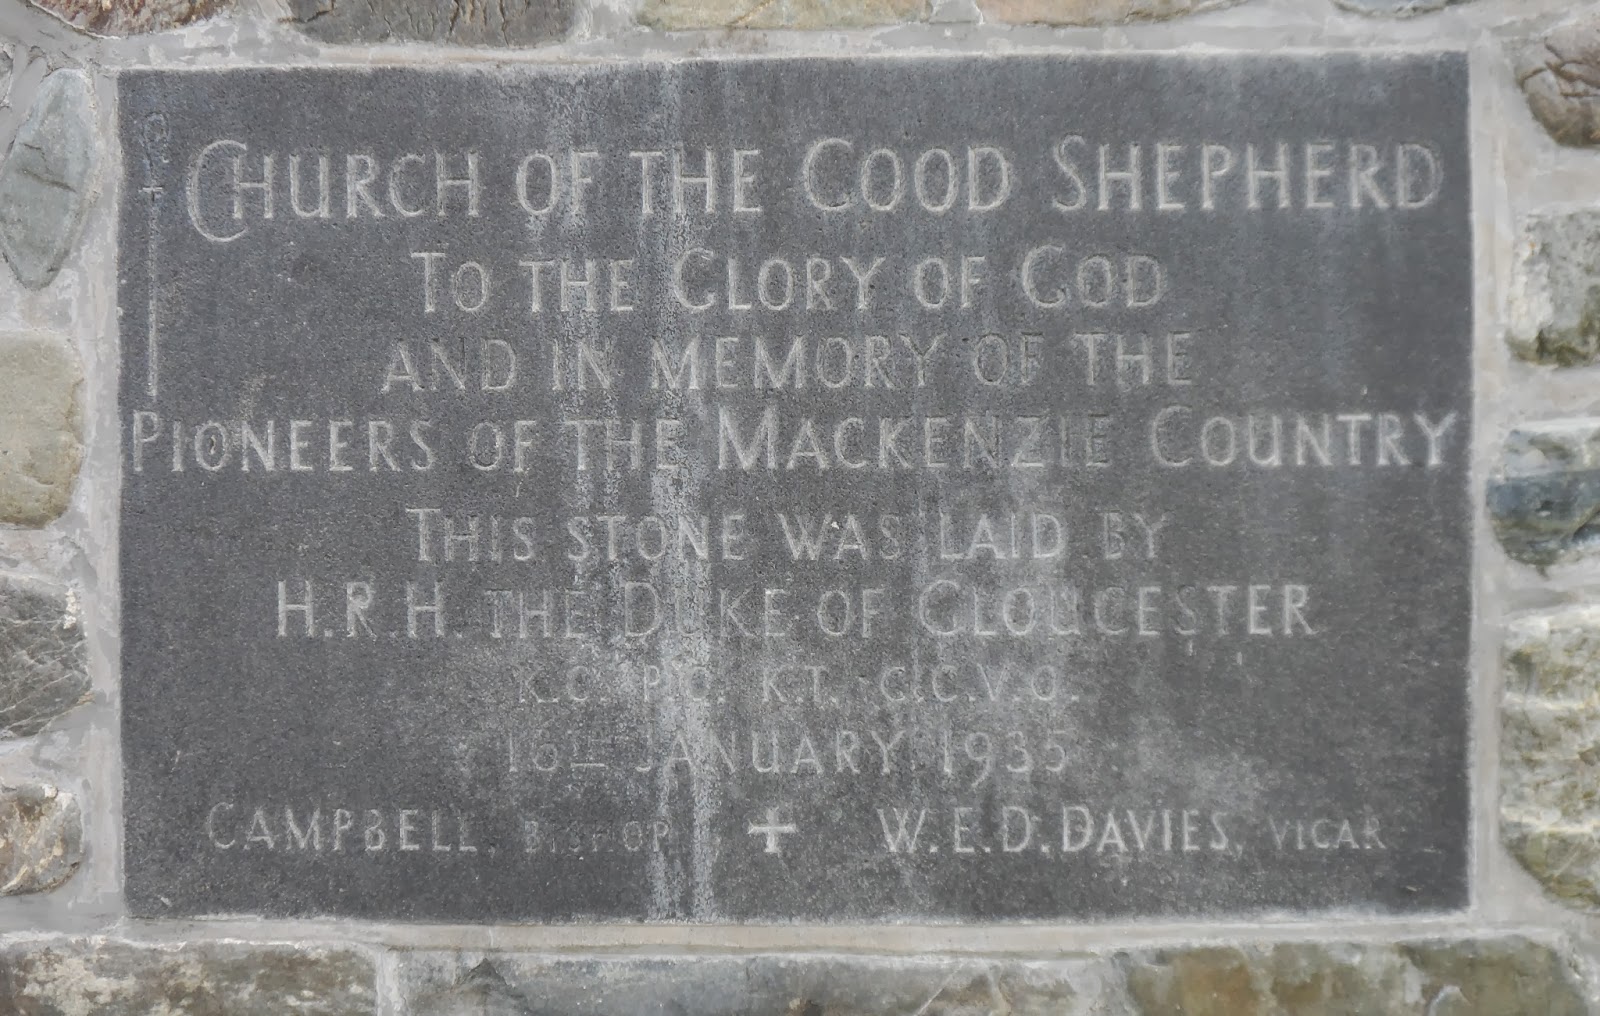 CHURCH OF THE GOOD SHEPHERD
TO THE GLORY OF GOD
AND IN MEMORY OF THE
PIONEERS OF THE MACKENZIE COUNTRY
THIS STONE WAS LAID BY
H.R.H. THE DUKE OF GLOUCESTER
K.G. P.C. K.T. G.C.V.O.
16TH JANUARY 1935
CAMPBELL, BISHOP, ✝ W.E.D. DAVIES, VICAR